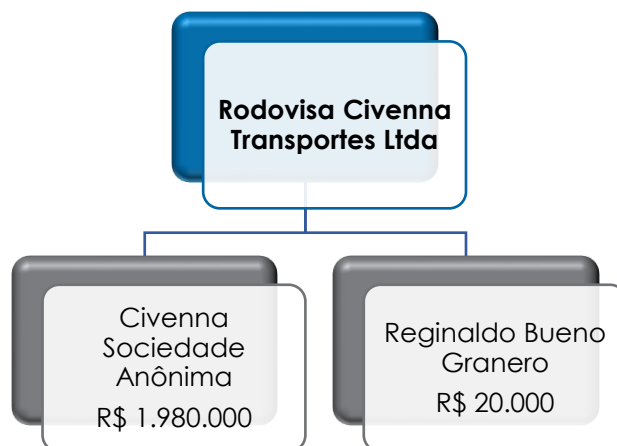 Rodovisa Civenna
Transportes Ltda
Civenna
Sociedade
Anônima
R$ 1.980.000
Reginaldo Bueno
Granero
R$ 20.000